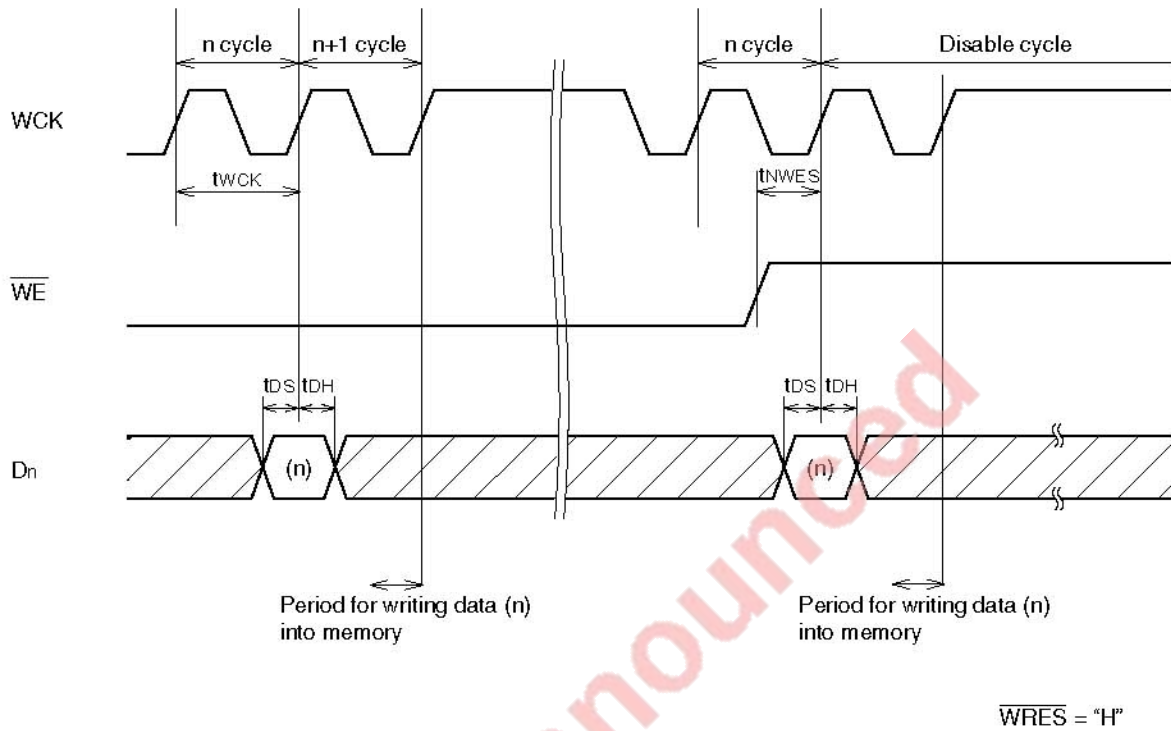 n cycle n+1 cycle n cycle Disable cycle
WCK
tWCK tNWES
WE
tDS tDH tDS tDH
Dn (n) (n)
Period for writing data (n) Period for writing data (n)
into memory into memory
WRES = “H”